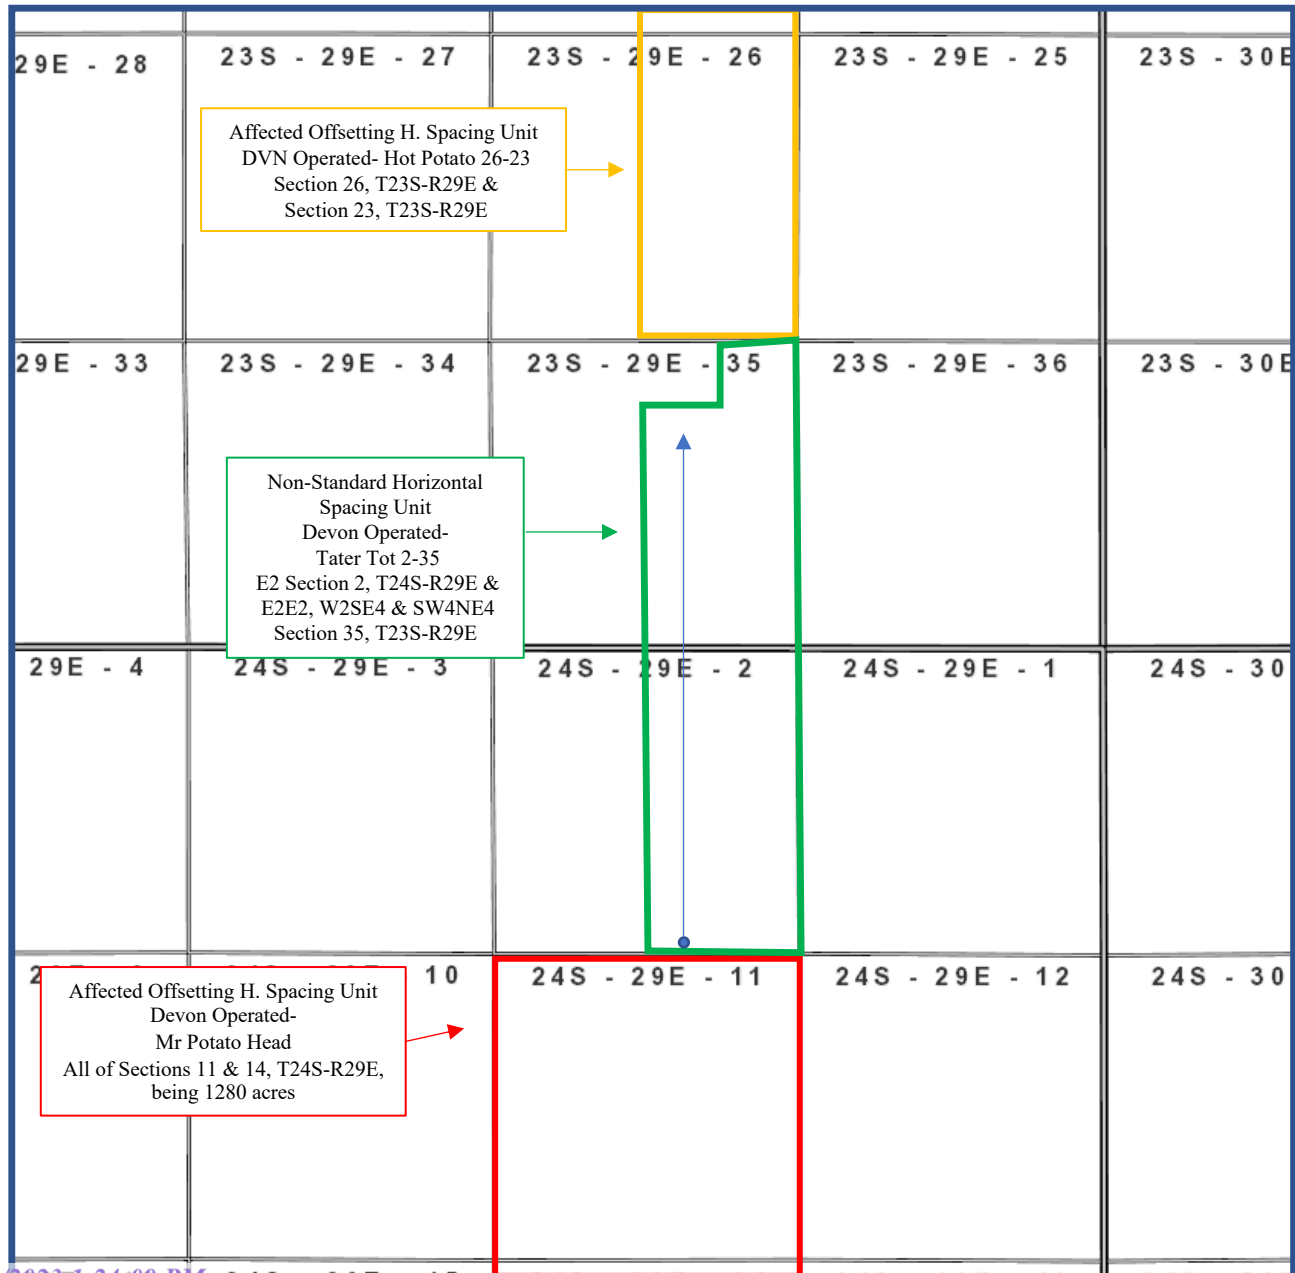 29E - 28
23S - 29E - 27
23S - 29E - 26
23S - 29E - 25
23S - 30E
Affected Offsetting H. Spacing Unit
DVN Operated- Hot Potato 26-23
Section 26, T23S-R29E &
Section 23, T23S-R29E
29E - 33
23S - 29E - 34
23S - 29E - 35
23S - 29E - 36
23S - 30E
Non-Standard Horizontal
Spacing Unit
Devon Operated-
Tater Tot 2-35
E2 Section 2, T24S-R29E &
E2E2, W2SE4 & SW4NE4
Section 35, T23S-R29E
29E - 4
24S - 29E - 3
24S - 29E - 2
24S - 29E - 1
24S - 30
10
24S - 29E - 11
24S - 29E - 12
24S - 30
Affected Offsetting H. Spacing Unit
Devon Operated-
Mr Potato Head
All of Sections 11 & 14, T24S-R29E,
being 1280 acres